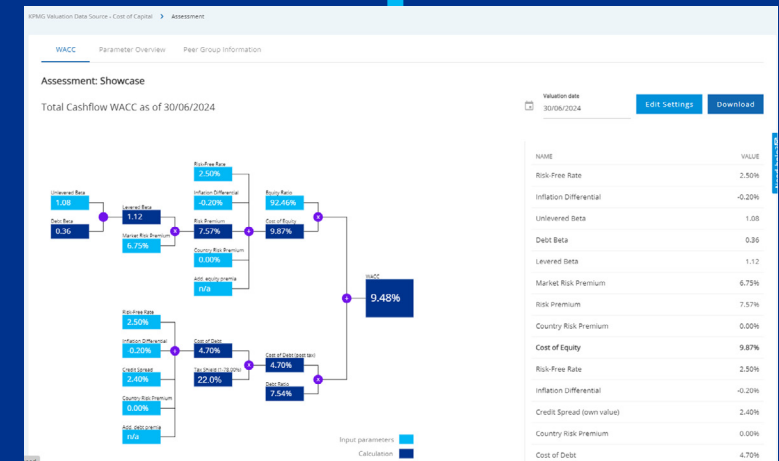 KPMG Valuation Data Source - Cost of Capital > Assessment
WACC Parameter Overview Peer Group Information
Assessment: Showcase
Total Cashflow WACC as of 30/06/2024
Valuation date
30/06/2024
Edit Settings
Download
Risk-Free Rate
2.50%
Unlevered Beta
1.08
Inflation Differential
-0.20%
Equity Ratio
92.46%
Levered Beta
1.12
Debt Beta
0.36
Risk Premium
7.57%
Cost of Equity
9.87%
Market Risk Premium
6.75%
Country Risk Premium
0.00%
Add. equity premia
n/a
WACC
9.48%
Risk-Free Rate
2.50%
Inflation Differential
-0.20%
Cost of Debt
4.70%
Cost of Debt (post tax)
4.70%
Credit Spread
2.40%
Tax Shield (1-78.00%)
22.0%
Debt Ratio
7.54%
Country Risk Premium
0.00%
Add. debt premia
n/a
Input parameters
Calculation
NAME VALUE
Risk-Free Rate 2.50%
Inflation Differential -0.20%
Unlevered Beta 1.08
Debt Beta 0.36
Levered Beta 1.12
Market Risk Premium 6.75%
Risk Premium 7.57%
Country Risk Premium 0.00%
Cost of Equity 9.87%
Risk-Free Rate 2.50%
Inflation Differential -0.20%
Credit Spread (own value) 2.40%
Country Risk Premium 0.00%
Cost of Debt 4.70%